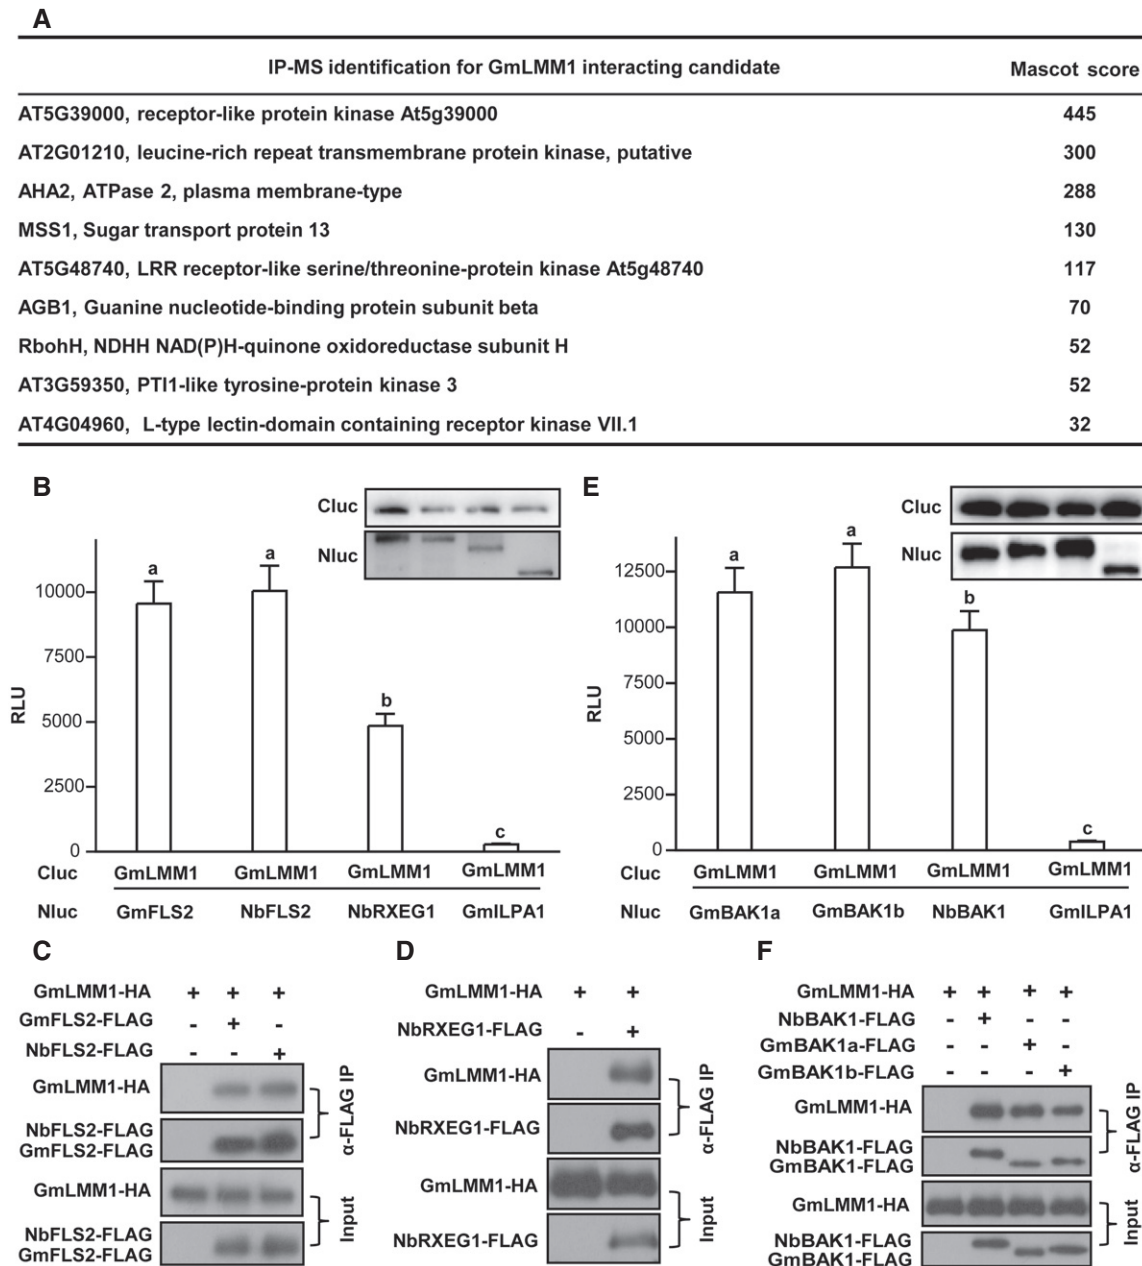 A
IP-MS identification for GmLMM1 interacting candidate Mascot score
AT5G39000, receptor-like protein kinase At5g39000 445
AT2G01210, leucine-rich repeat transmembrane protein kinase, putative 300
AHA2, ATPase 2, plasma membrane-type 288
MSS1, Sugar transport protein 13 130
AT5G48740, LRR receptor-like serine/threonine-protein kinase At5g48740 117
AGB1, Guanine nucleotide-binding protein subunit beta 70
RbohH, NDHH NAD(P)H-quinone oxidoreductase subunit H 52
AT3G59350, PTI1-like tyrosine-protein kinase 3 52
AT4G04960, L-type lectin-domain containing receptor kinase VII.1 32
B
Cluc
Nluc
RLU
10000
7500
5000
2500
0
a
a
b
c
Cluc GmLMM1 GmLMM1 GmLMM1 GmLMM1
Nluc GmFLS2 NbFLS2 NbRXEG1 GmILPA1
E
Cluc
Nluc
RLU
12500
10000
7500
5000
2500
0
a
a
b
c
Cluc GmLMM1 GmLMM1 GmLMM1 GmLMM1
Nluc GmBAK1a GmBAK1b NbBAK1 GmILPA1
C
GmLMM1-HA + + +
GmFLS2-FLAG - + -
NbFLS2-FLAG - - +
GmLMM1-HA
NbFLS2-FLAG
GmFLS2-FLAG
α-FLAG IP
GmLMM1-HA
NbFLS2-FLAG
GmFLS2-FLAG
Input
D
GmLMM1-HA + +
NbRXEG1-FLAG - +
GmLMM1-HA
NbRXEG1-FLAG
α-FLAG IP
GmLMM1-HA
NbRXEG1-FLAG
Input
F
GmLMM1-HA + + + +
NbBAK1-FLAG - + - -
GmBAK1a-FLAG - - + -
GmBAK1b-FLAG - - - +
GmLMM1-HA
NbBAK1-FLAG
GmBAK1-FLAG
α-FLAG IP
GmLMM1-HA
NbBAK1-FLAG
GmBAK1-FLAG
Input